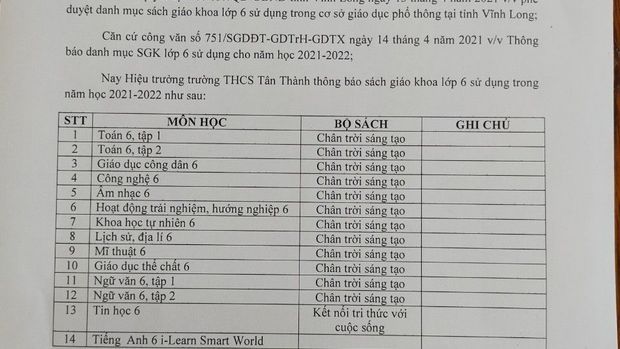 duyệt danh mục sách giáo khoa lớp 6 sử dụng trong cơ sở giáo dục phổ thông tại tỉnh Vĩnh Long;
Căn cứ công văn số 751/SGDĐT-GDTrH-GDTX ngày 14 tháng 4 năm 2021 v/v Thông
báo danh mục SGK lớp 6 sử dụng cho năm học 2021-2022;
Nay Hiệu trưởng trường THCS Tân Thành thông báo sách giáo khoa lớp 6 sử dụng trong
năm học 2021-2022 như sau:
STT MÔN HỌC BỘ SÁCH GHI CHÚ
1 Toán 6, tập 1 Chân trời sáng tạo
2 Toán 6, tập 2 Chân trời sáng tạo
3 Giáo dục công dân 6 Chân trời sáng tạo
4 Công nghệ 6 Chân trời sáng tạo
5 Âm nhạc 6 Chân trời sáng tạo
6 Hoạt động trải nghiệm, hướng nghiệp 6 Chân trời sáng tạo
7 Khoa học tự nhiên 6 Chân trời sáng tạo
8 Lịch sử, địa lí 6 Chân trời sáng tạo
9 Mĩ thuật 6 Chân trời sáng tạo
10 Giáo dục thể chất 6 Chân trời sáng tạo
11 Ngữ văn 6, tập 1 Chân trời sáng tạo
12 Ngữ văn 6, tập 2 Chân trời sáng tạo
13 Tin học 6 Kết nối tri thức với
cuộc sống
14 Tiếng Anh 6 i-Learn Smart World